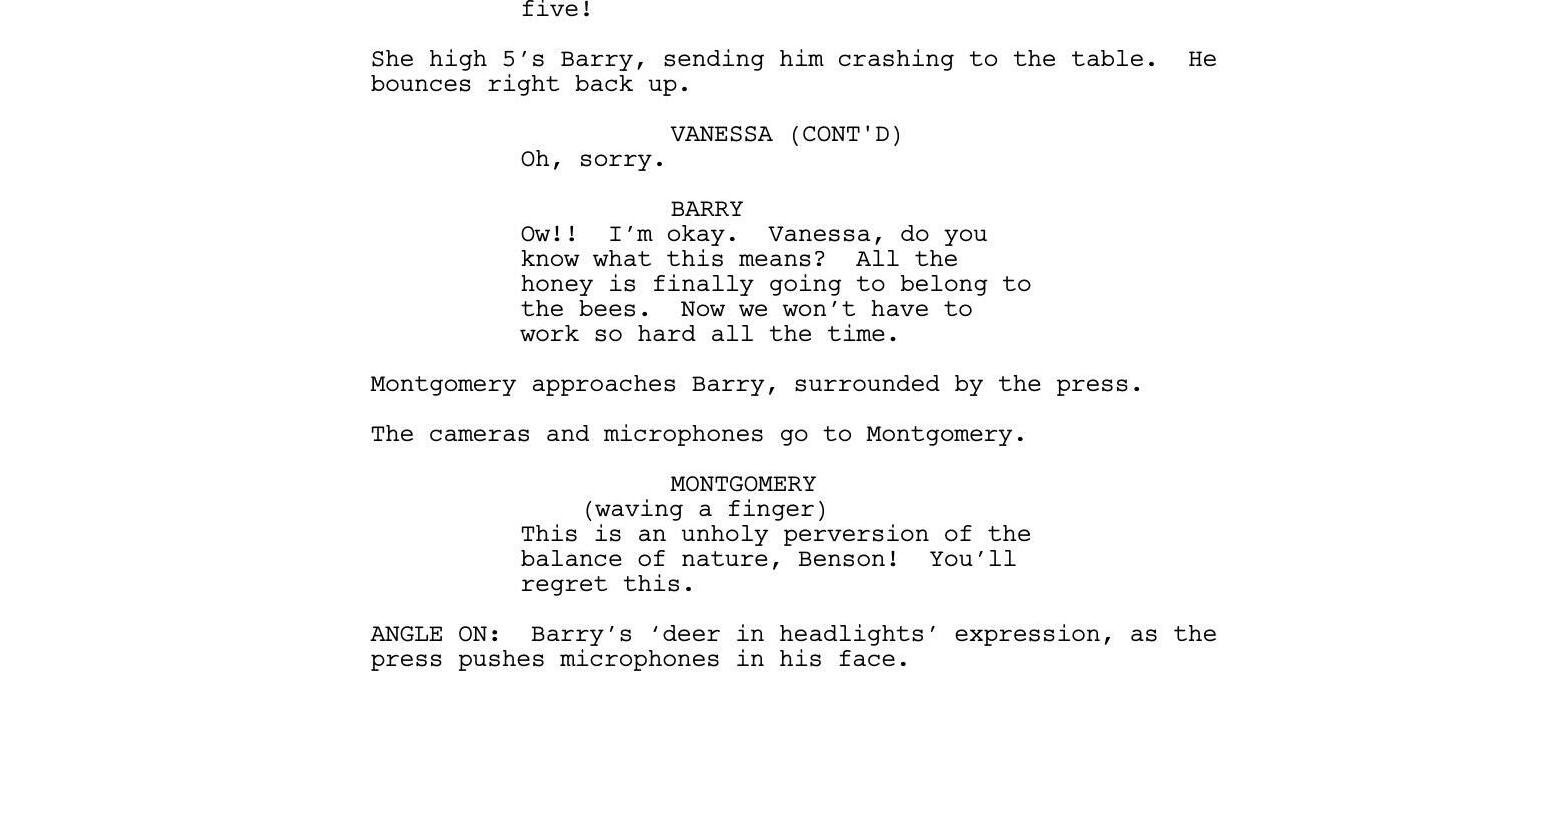 five!
She high 5’s Barry, sending him crashing to the table.  He
bounces right back up.
VANESSA (CONT'D)
Oh, sorry.
BARRY
Ow!!  I’m okay.  Vanessa, do you
know what this means?  All the
honey is finally going to belong to
the bees.  Now we won’t have to
work so hard all the time.
Montgomery approaches Barry, surrounded by the press.
The cameras and microphones go to Montgomery.
MONTGOMERY
(waving a finger)
This is an unholy perversion of the
balance of nature, Benson!  You’ll
regret this.
ANGLE ON:  Barry’s ‘deer in headlights’ expression, as the
press pushes microphones in his face.